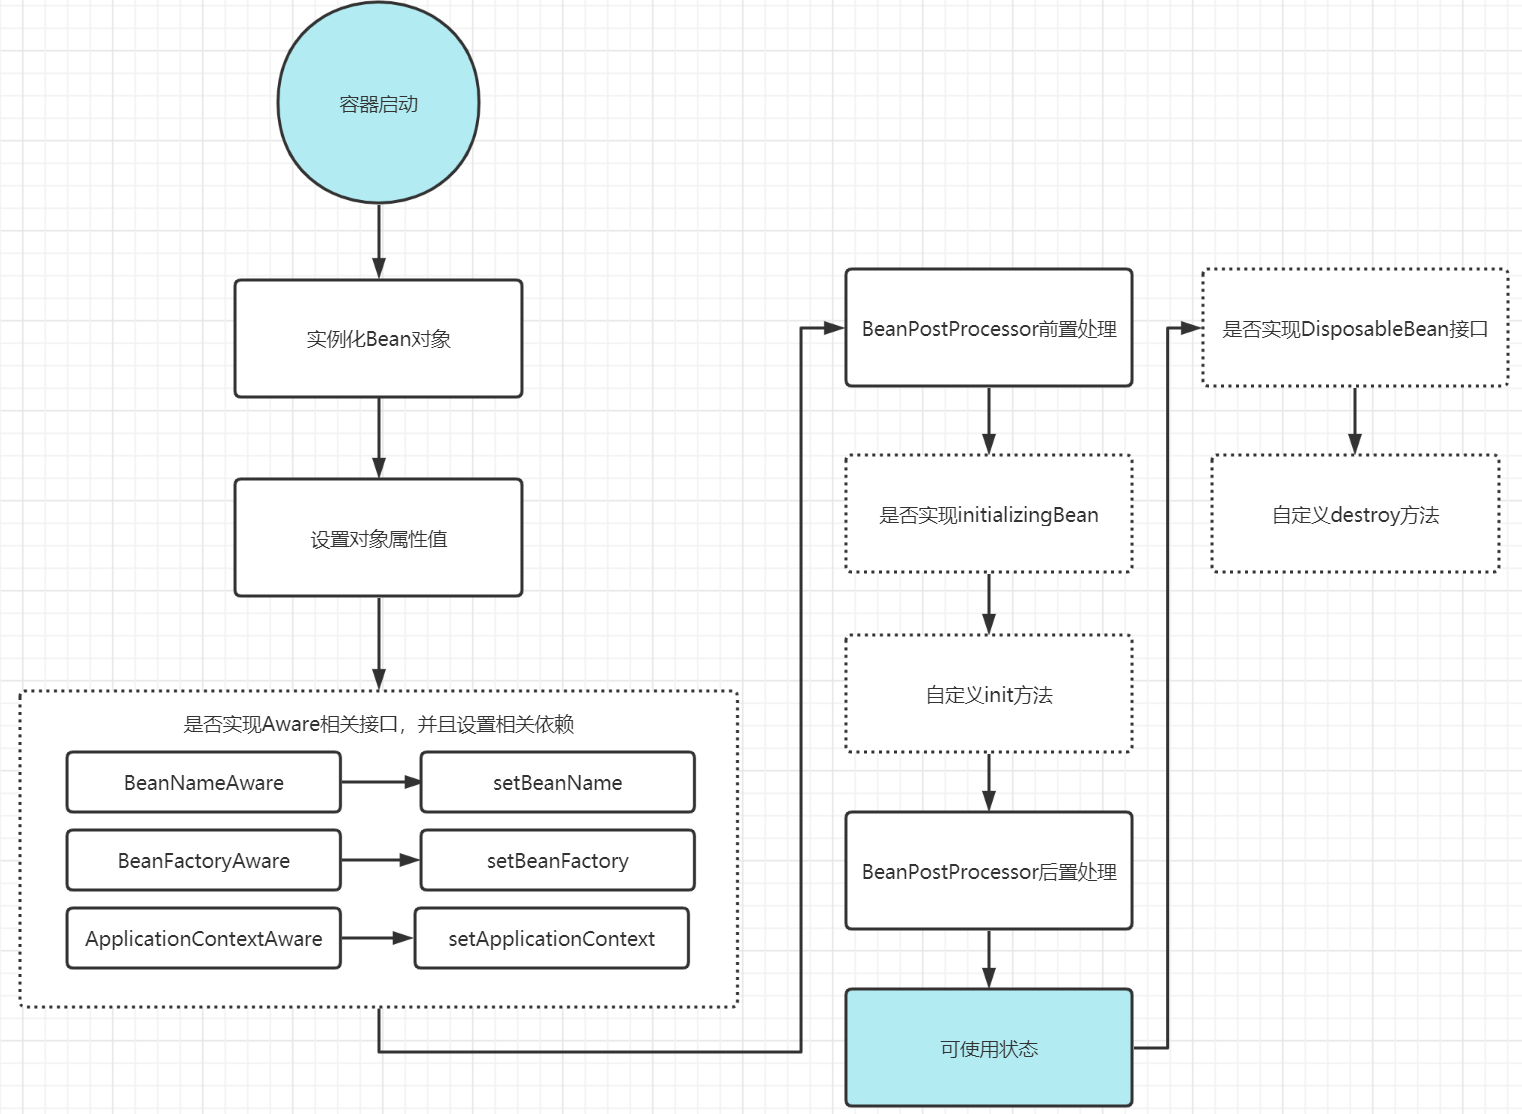 容器启动
实例化Bean对象
设置对象属性值
是否实现Aware相关接口，并且设置相关依赖
BeanNameAware
setBeanName
BeanFactoryAware
setBeanFactory
ApplicationContextAware
setApplicationContext
BeanPostProcessor前置处理
是否实现initializingBean
自定义init方法
BeanPostProcessor后置处理
可使用状态
是否实现DisposableBean接口
自定义destroy方法